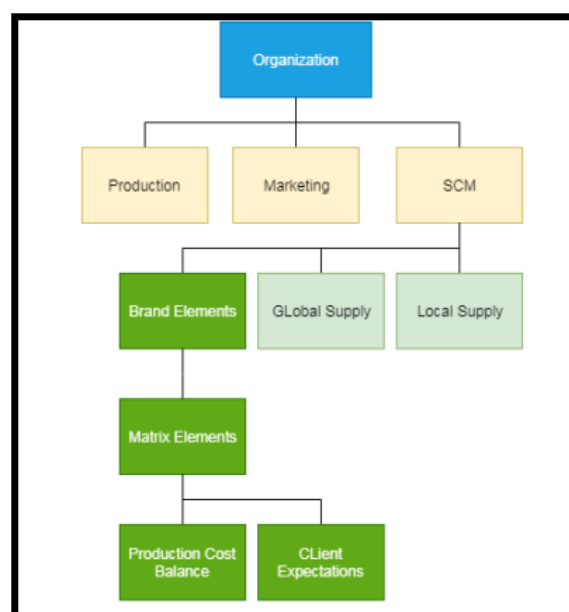 Organization
Production
Marketing
SCM
Brand Elements
GLobal Supply
Local Supply
Matrix Elements
Production Cost
Balance
CLient
Expectations